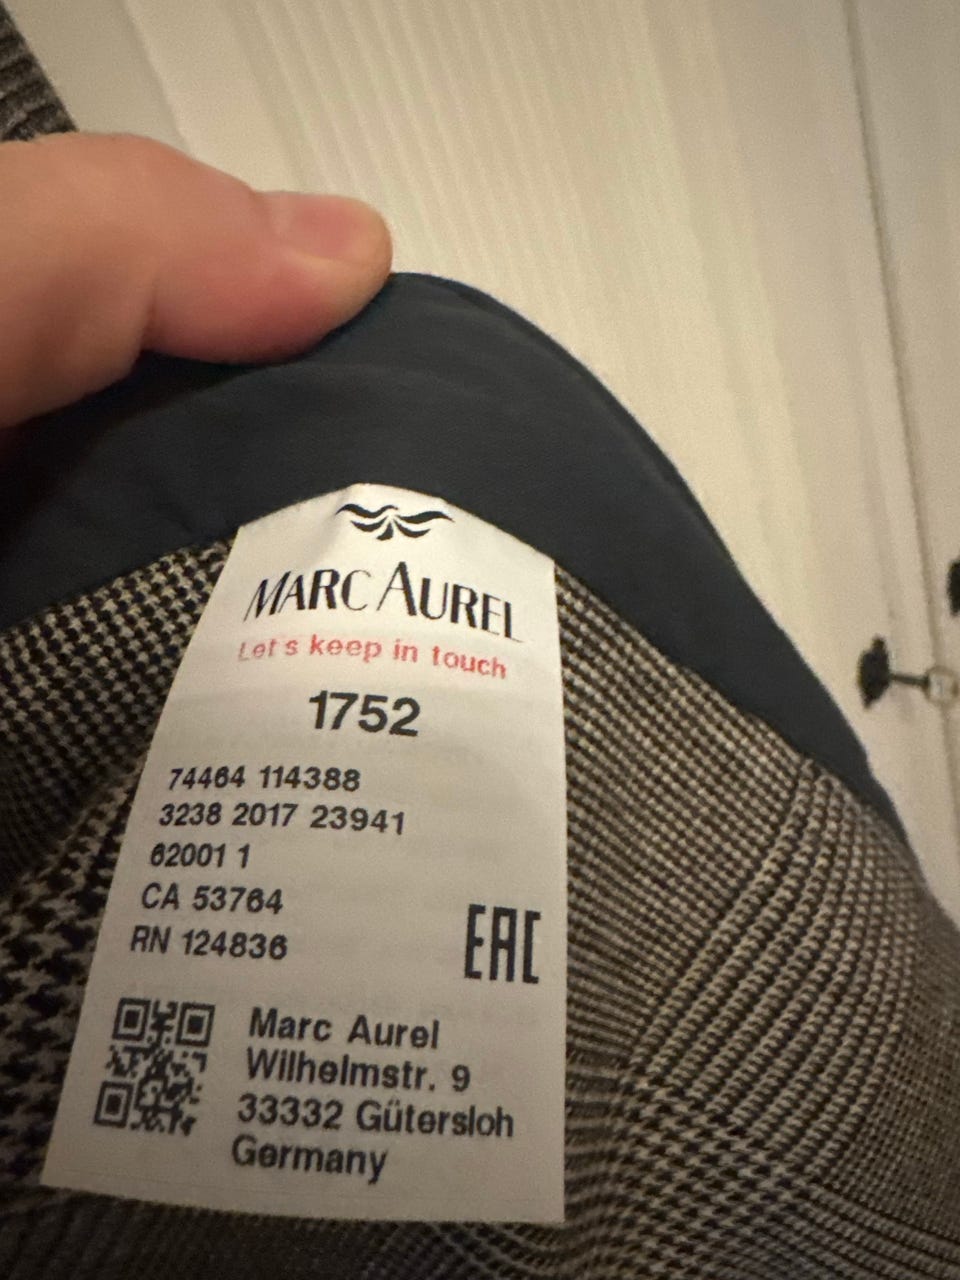 MARC AUREL
Let's keep in touch
1752
74464 114388
3238 2017 23941
62001 1
CA 53764
RN 124836
EAC
Marc Aurel
Wilhelmstr. 9
33332 Gütersloh
Germany